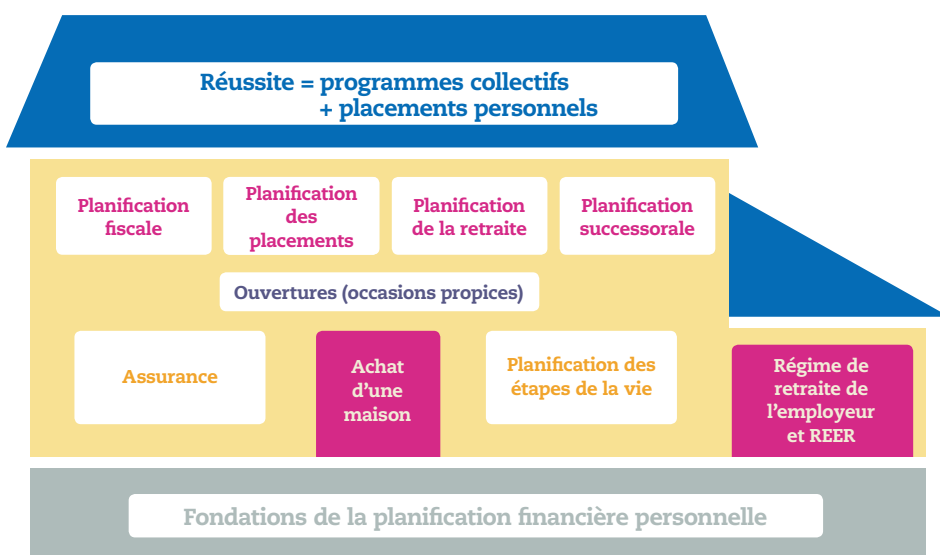 Réussite = programmes collectifs
+ placements personnels
Planification
fiscale
Planification
des
placements
Planification
de la retraite
Planification
successorale
Ouvertures (occasions propices)
Assurance
Achat
d’une
maison
Planification des
étapes de la vie
Régime de
retraite de
l’employeur
et REER
Fondations de la planification financière personnelle